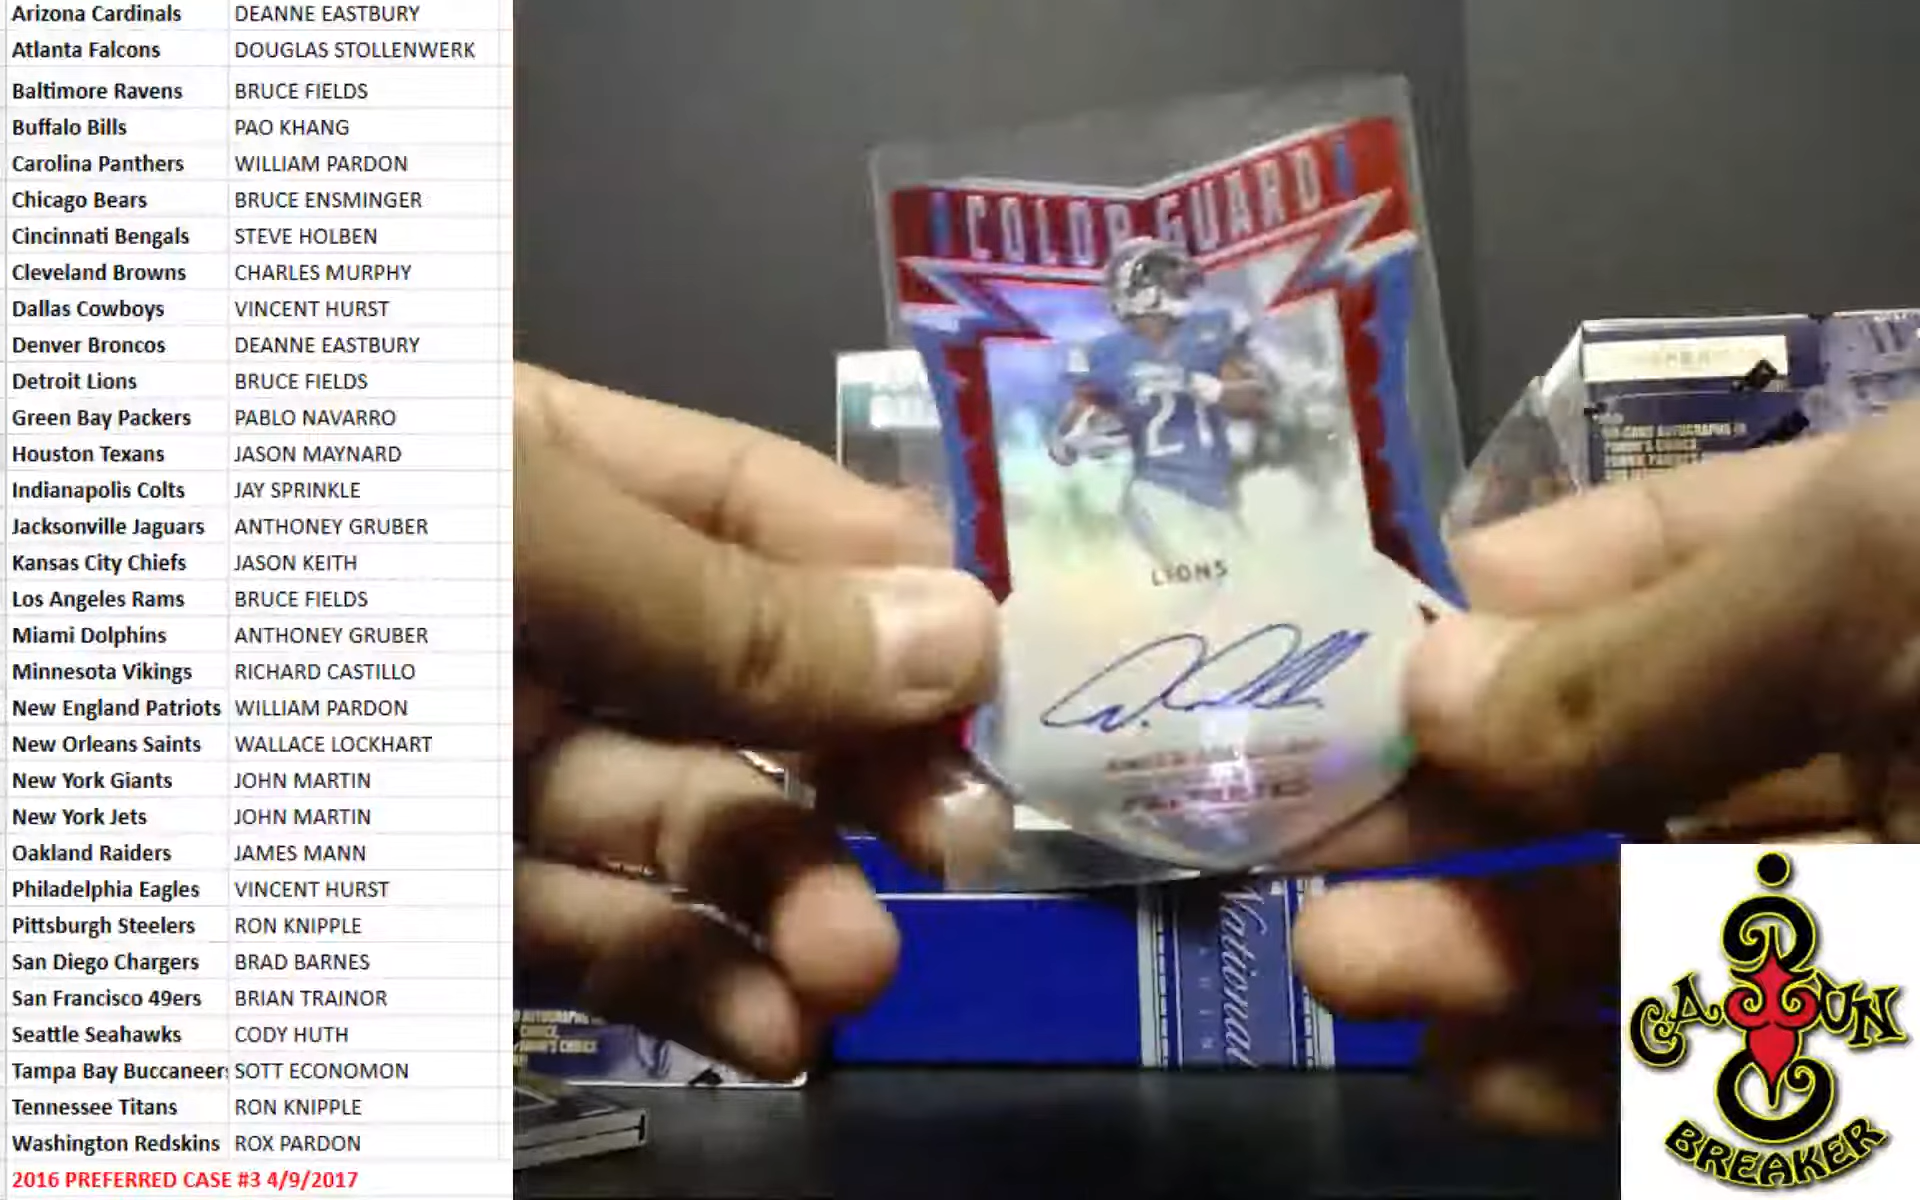 Arizona Cardinals DEANNE EASTBURY
Atlanta Falcons DOUGLAS STOLLENWERK
Baltimore Ravens BRUCE FIELDS
Buffalo Bills PAO KHANG
Carolina Panthers WILLIAM PARDON
Chicago Bears BRUCE ENSMINGER
Cincinnati Bengals STEVE HOLBEN
Cleveland Browns CHARLES MURPHY
Dallas Cowboys VINCENT HURST
Denver Broncos DEANNE EASTBURY
Detroit Lions BRUCE FIELDS
Green Bay Packers PABLO NAVARRO
Houston Texans JASON MAYNARD
Indianapolis Colts JAY SPRINKLE
Jacksonville Jaguars ANTHONEY GRUBER
Kansas City Chiefs JASON KEITH
Los Angeles Rams BRUCE FIELDS
Miami Dolphins ANTHONEY GRUBER
Minnesota Vikings RICHARD CASTILLO
New England Patriots WILLIAM PARDON
New Orleans Saints WALLACE LOCKHART
New York Giants JOHN MARTIN
New York Jets JOHN MARTIN
Oakland Raiders JAMES MANN
Philadelphia Eagles VINCENT HURST
Pittsburgh Steelers RON KNIPPLE
San Diego Chargers BRAD BARNES
San Francisco 49ers BRIAN TRAINOR
Seattle Seahawks CODY HUTH
Tampa Bay Buccaneers SOTT ECONOMON
Tennessee Titans RON KNIPPLE
Washington Redskins ROX PARDON
2016 PREFERRED CASE #3 4/9/2017
COLOR GUARD
21
LIONS
National
CAJUN
BREAKER